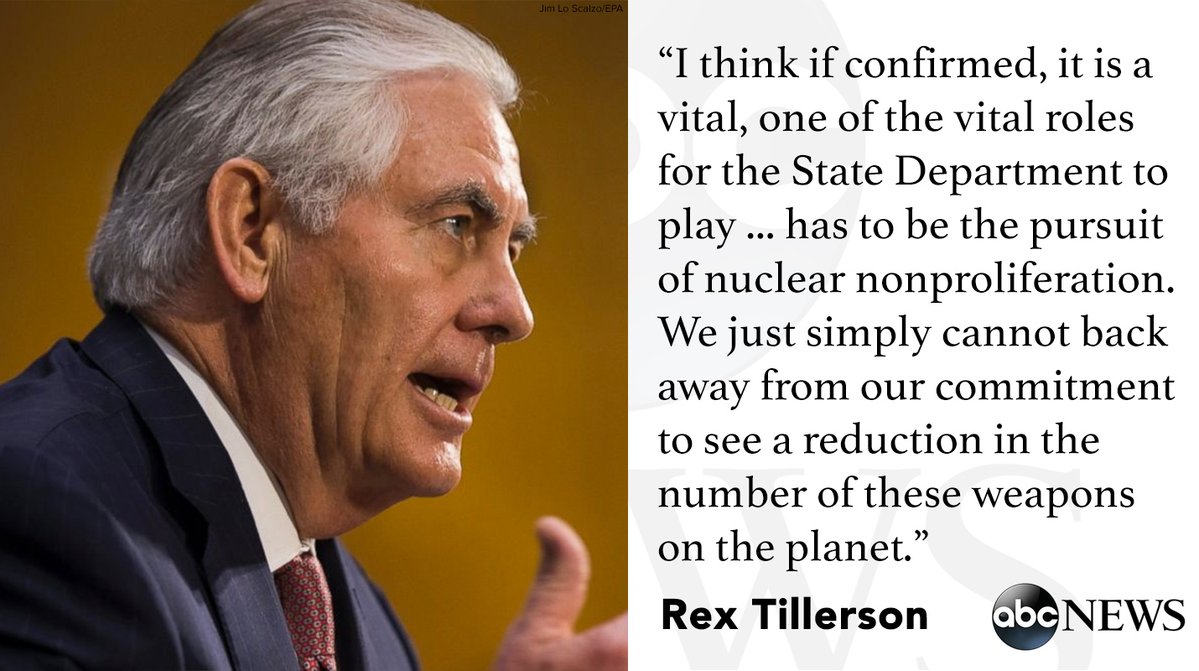 Jim Lo Scalzo/EPA
“I think if confirmed, it is a
vital, one of the vital roles
for the State Department to
play ... has to be the pursuit
of nuclear nonproliferation.
We just simply cannot back
away from our commitment
to see a reduction in the
number of these weapons
on the planet.”
Rex Tillerson
abc NEWS